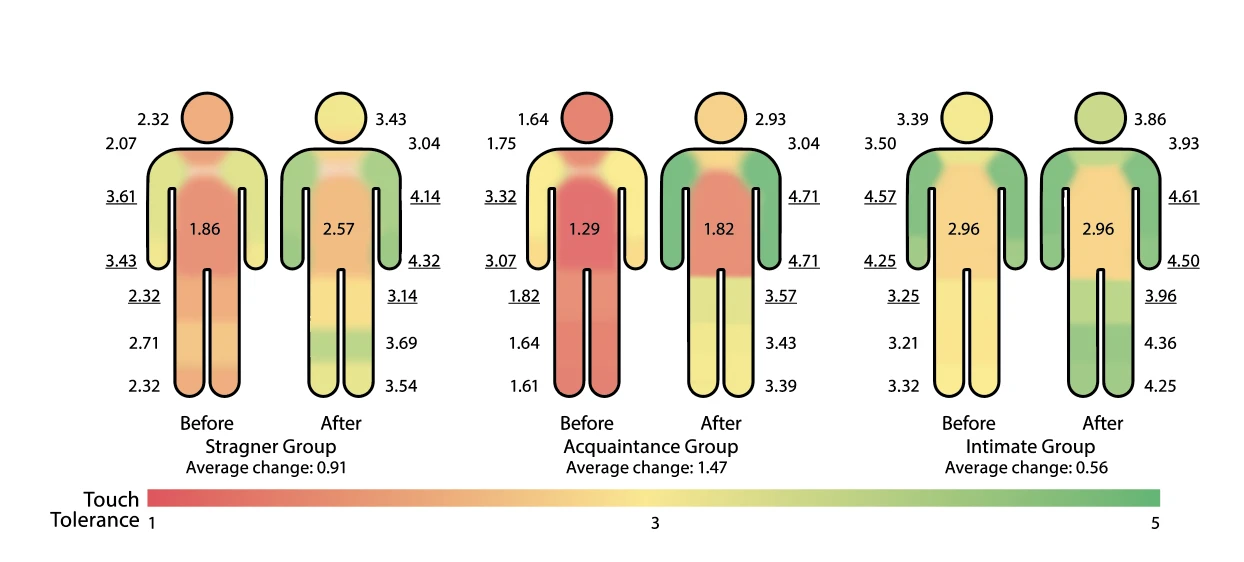 2.32 3.43 1.64 2.93 3.39 3.86
2.07 3.04 1.75 3.04 3.50 3.93
3.61 4.14 3.32 4.71 4.57 4.61
1.86 2.57 1.29 1.82 2.96 2.96
3.43 4.32 3.07 4.71 4.25 4.50
2.32 3.14 1.82 3.57 3.25 3.96
2.71 3.69 1.64 3.43 3.21 4.36
2.32 3.54 1.61 3.39 3.32 4.25
Before After Before After Before After
Stragner Group Acquaintance Group Intimate Group
Average change: 0.91 Average change: 1.47 Average change: 0.56
Touch
Tolerance 1 3 5